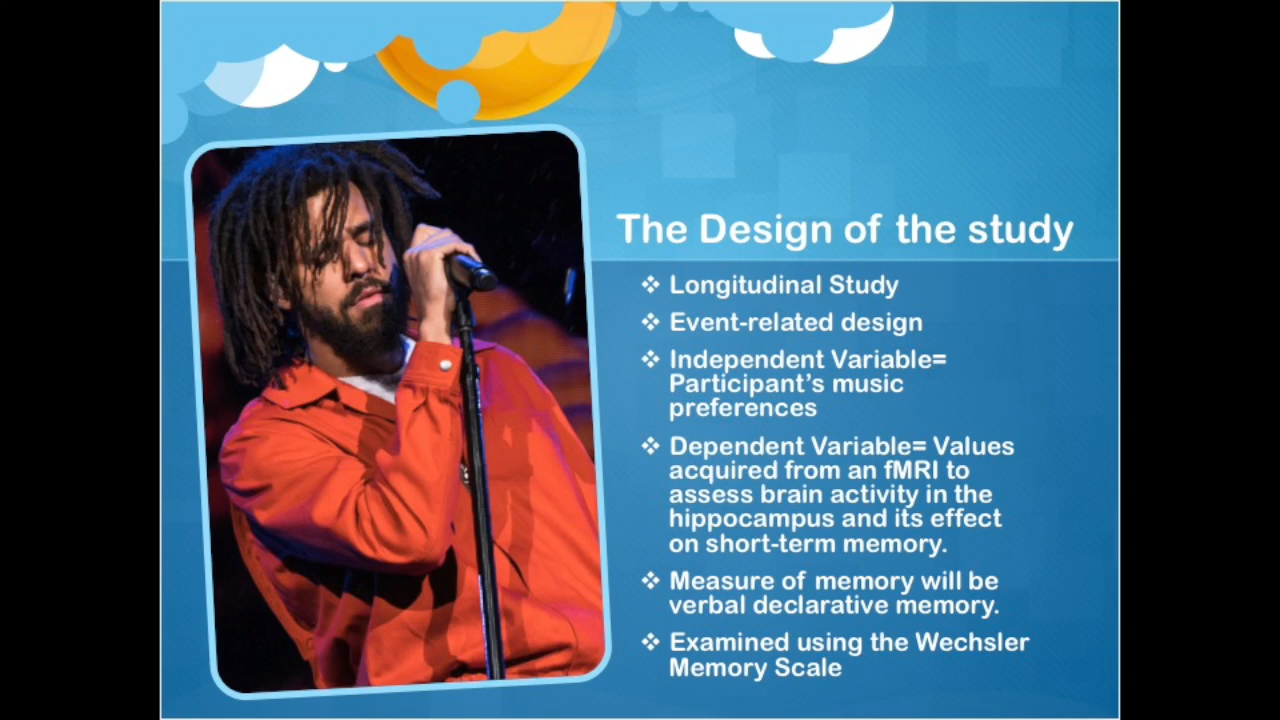 The Design of the study
❖ Longitudinal Study
❖ Event-related design
❖ Independent Variable=
Participant’s music
preferences
❖ Dependent Variable= Values
acquired from an fMRI to
assess brain activity in the
hippocampus and its effect
on short-term memory.
❖ Measure of memory will be
verbal declarative memory.
❖ Examined using the Wechsler
Memory Scale